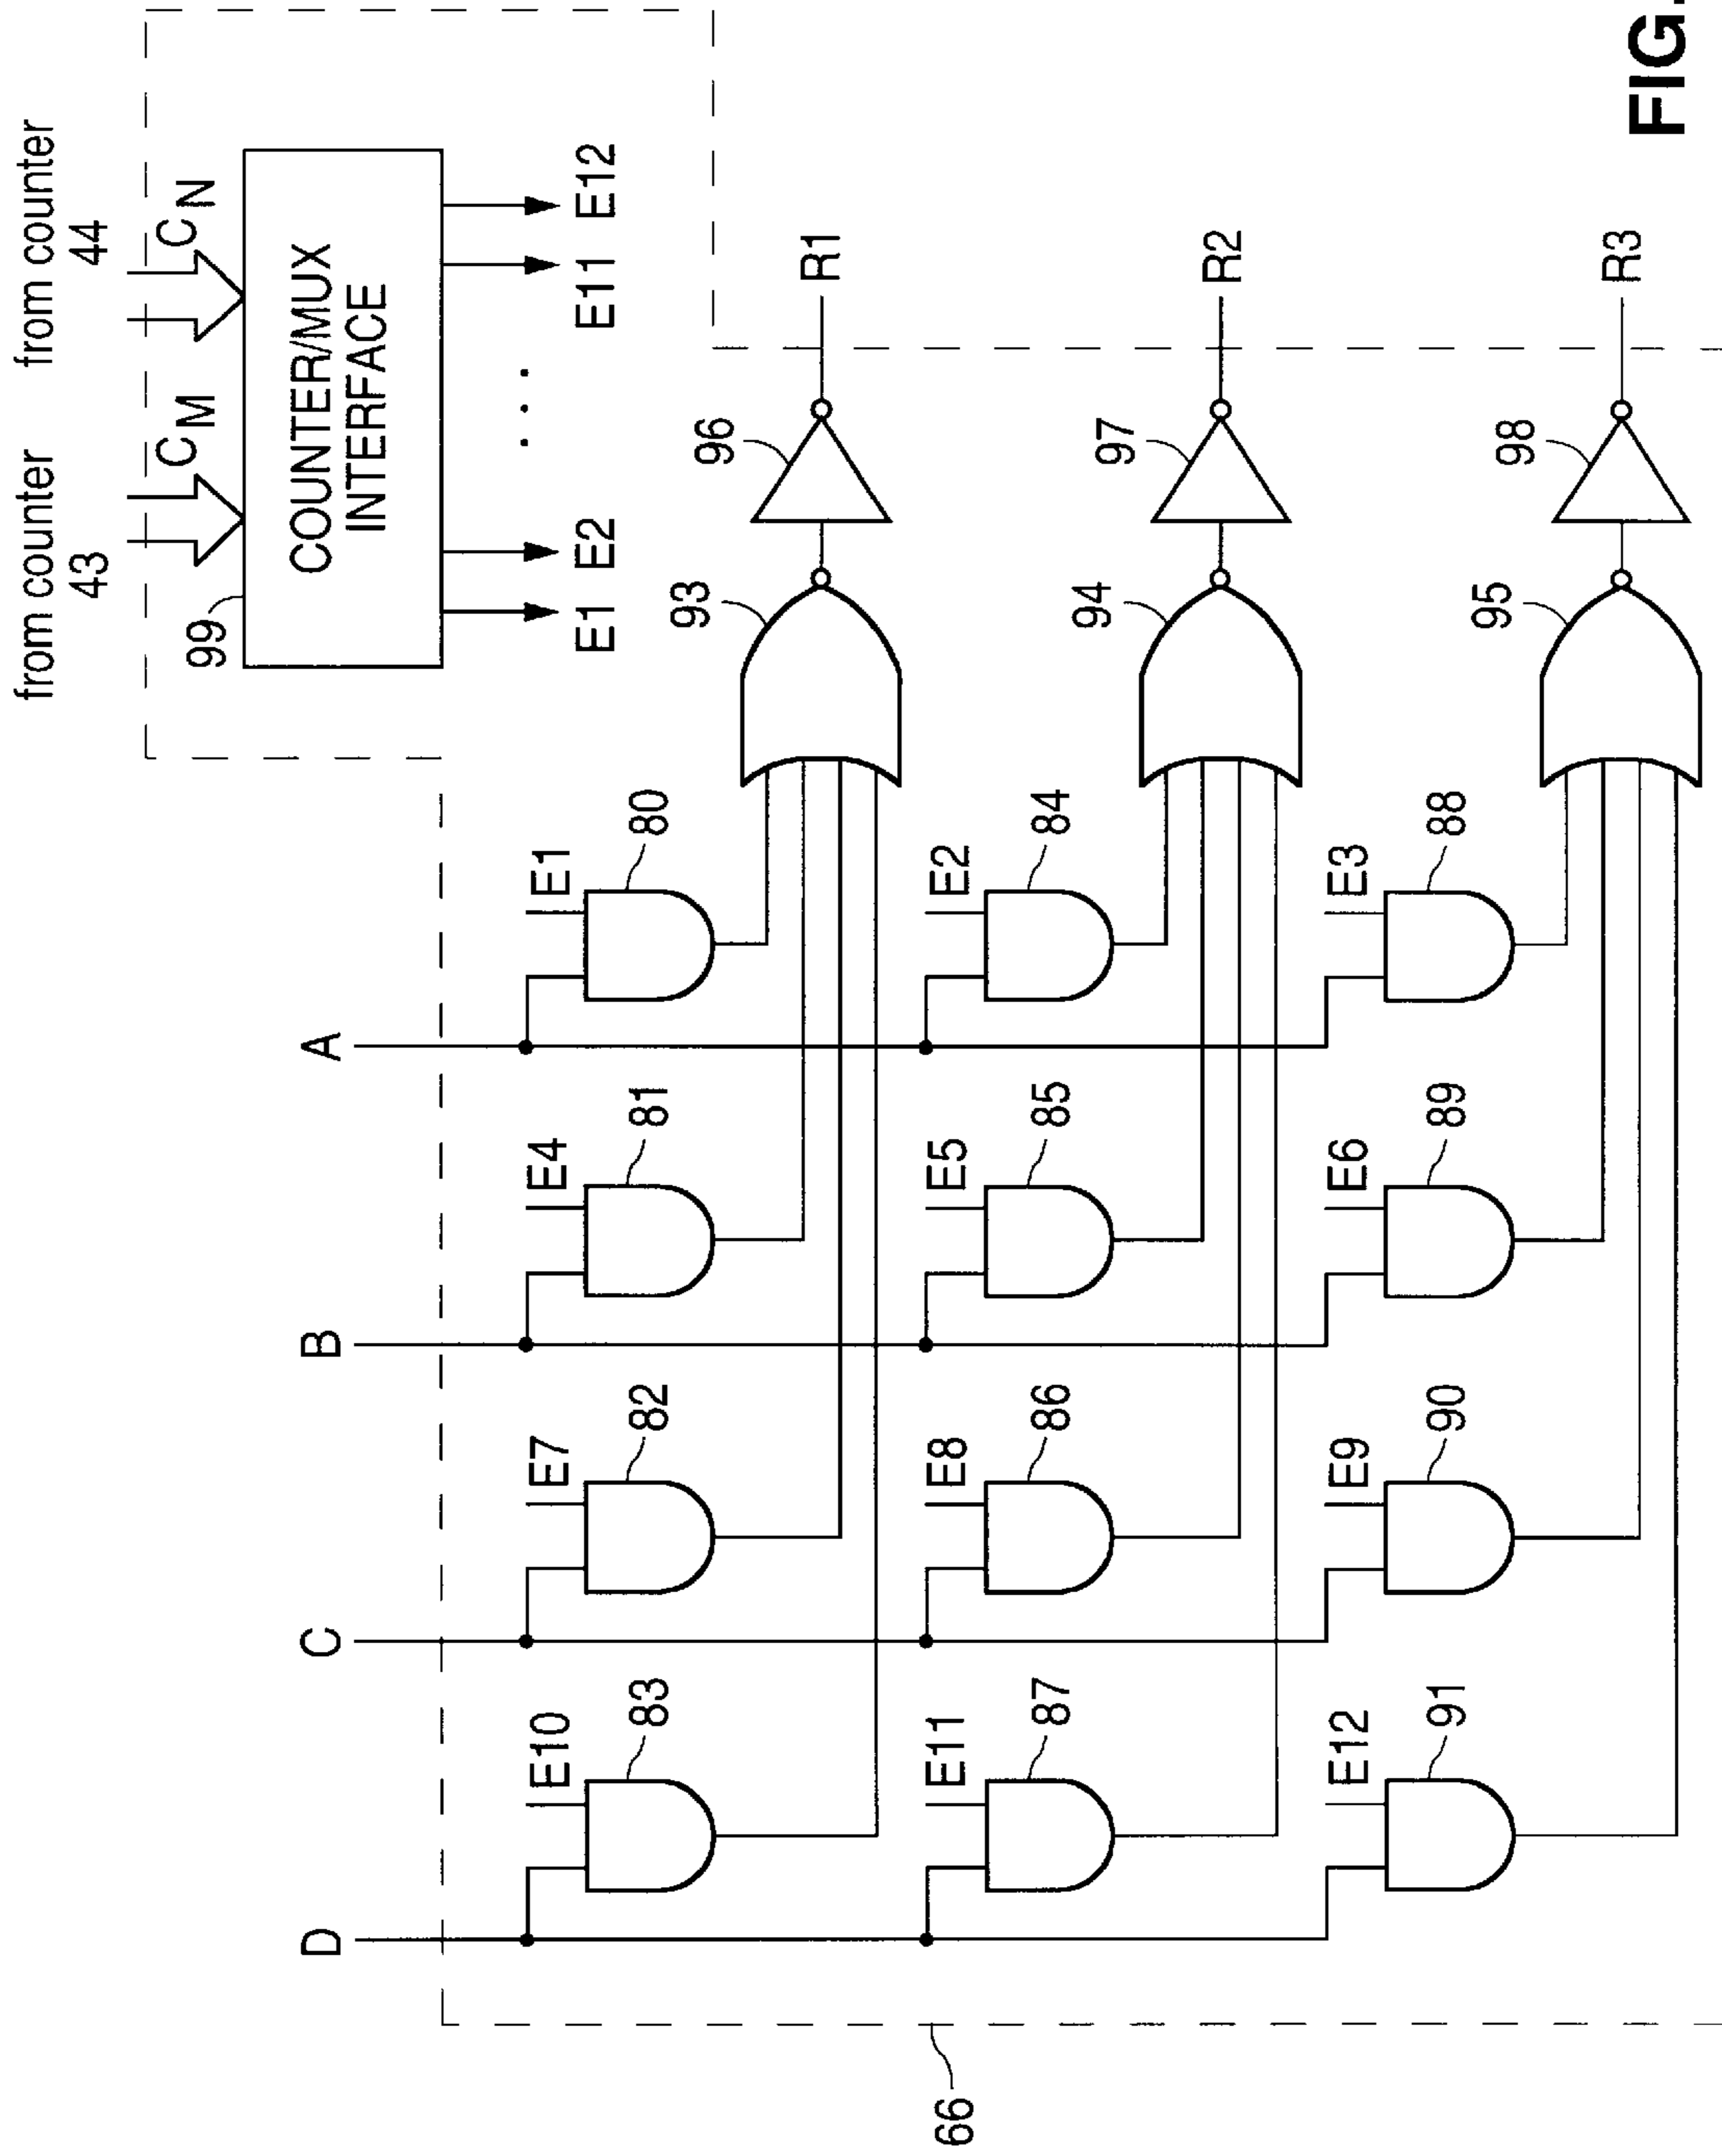 from counter from counter
43 44
CM CN
99
COUNTER/MUX
INTERFACE
D C B A
. . .
E1 E2 E11 E12
E10 E7 E4 E1
83 82 81 80
93 96 R1
66
E11 E8 E5 E2
87 86 85 84
94 97 R2
E12 E9 E6 E3
91 90 89 88
95 98 R3
FIG.